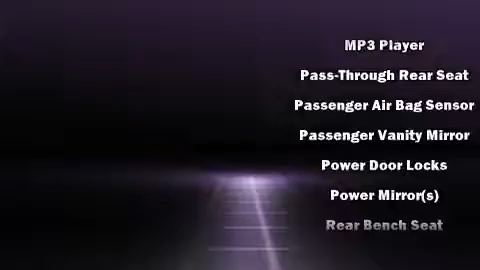 MP3 Player
Pass-Through Rear Seat
Passenger Air Bag Sensor
Passenger Vanity Mirror
Power Door Locks
Power Mirror(s)
Rear Bench Seat